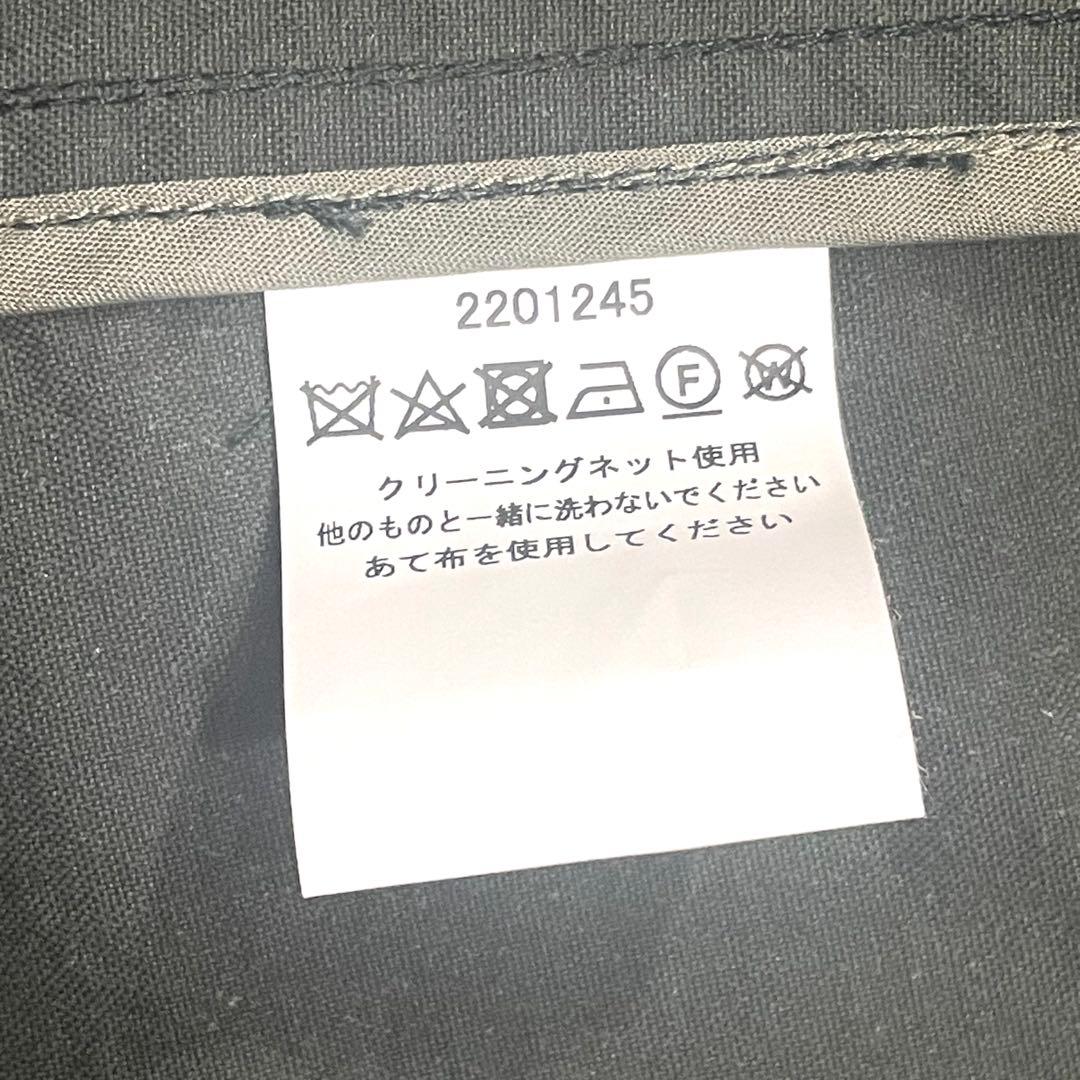 2201245
F W
クリーニングネット使用
他のものと一緒に洗わないでください
あて布を使用してください